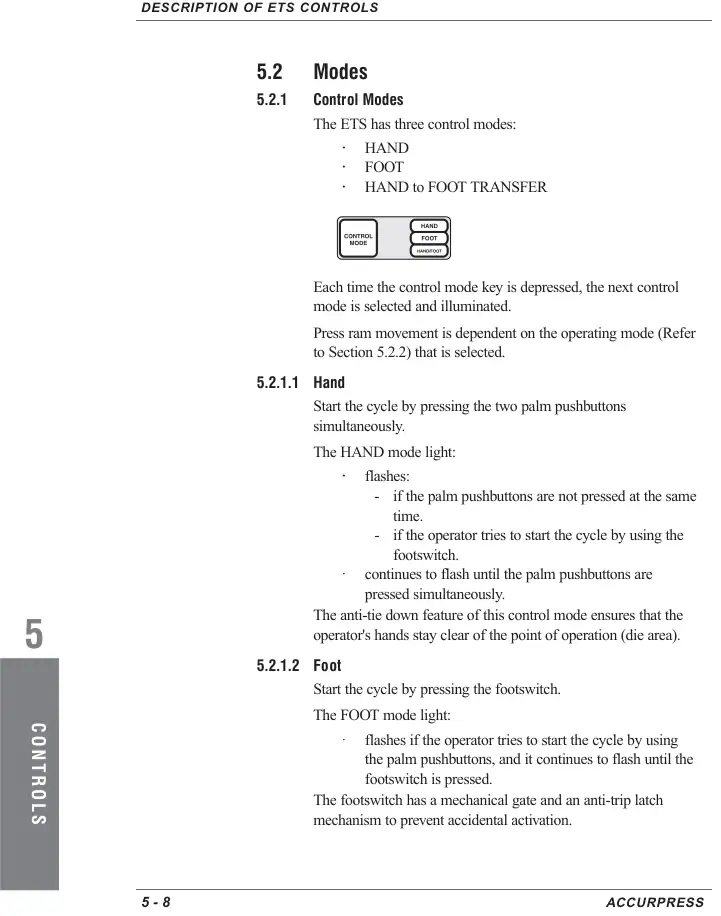 DESCRIPTION OF ETS CONTROLS
5.2 Modes
5.2.1 Control Modes
The ETS has three control modes:
· HAND
· FOOT
· HAND to FOOT TRANSFER
CONTROL
MODE
HAND
FOOT
HAND/FOOT
Each time the control mode key is depressed, the next control
mode is selected and illuminated.
Press ram movement is dependent on the operating mode (Refer
to Section 5.2.2) that is selected.
5.2.1.1 Hand
Start the cycle by pressing the two palm pushbuttons
simultaneously.
The HAND mode light:
· flashes:
- if the palm pushbuttons are not pressed at the same
time.
- if the operator tries to start the cycle by using the
footswitch.
· continues to flash until the palm pushbuttons are
pressed simultaneously.
The anti-tie down feature of this control mode ensures that the
operator's hands stay clear of the point of operation (die area).
5.2.1.2 Foot
Start the cycle by pressing the footswitch.
The FOOT mode light:
· flashes if the operator tries to start the cycle by using
the palm pushbuttons, and it continues to flash until the
footswitch is pressed.
The footswitch has a mechanical gate and an anti-trip latch
mechanism to prevent accidental activation.
5
CONTROLS
5 - 8
ACCURPRESS